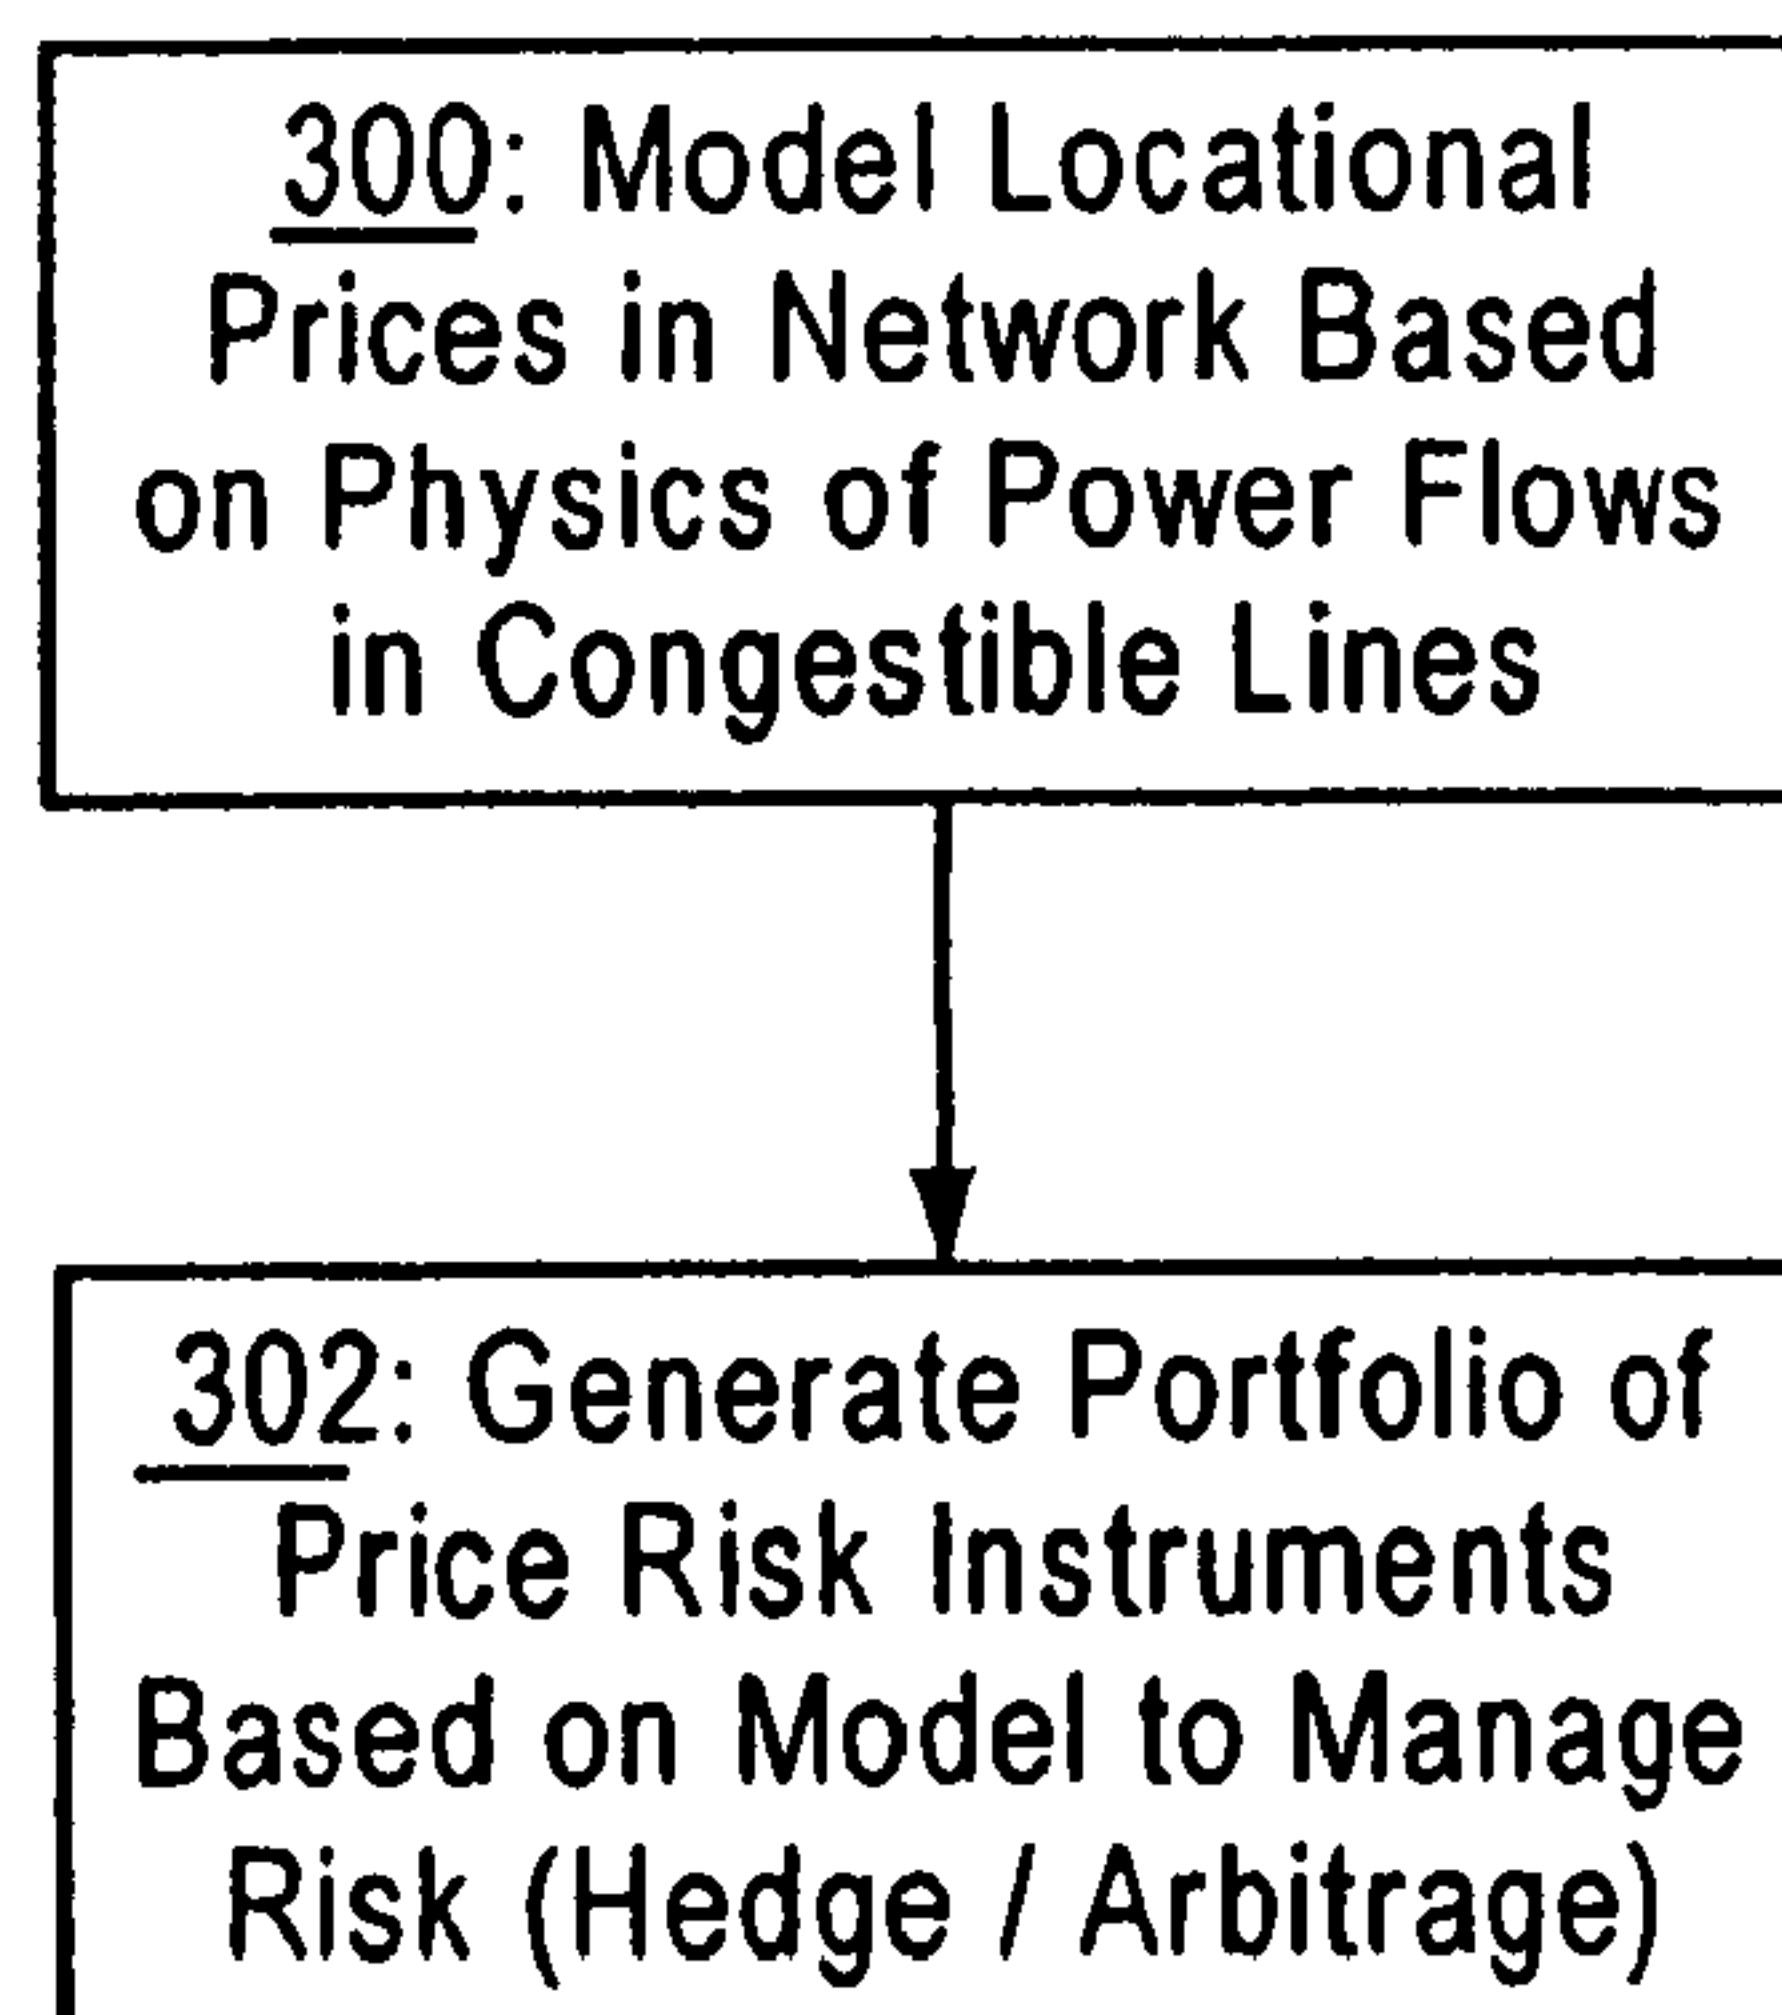 300: Model Locational
Prices in Network Based
on Physics of Power Flows
in Congestible Lines
302: Generate Portfolio of
Price Risk Instruments
Based on Model to Manage
Risk (Hedge / Arbitrage)